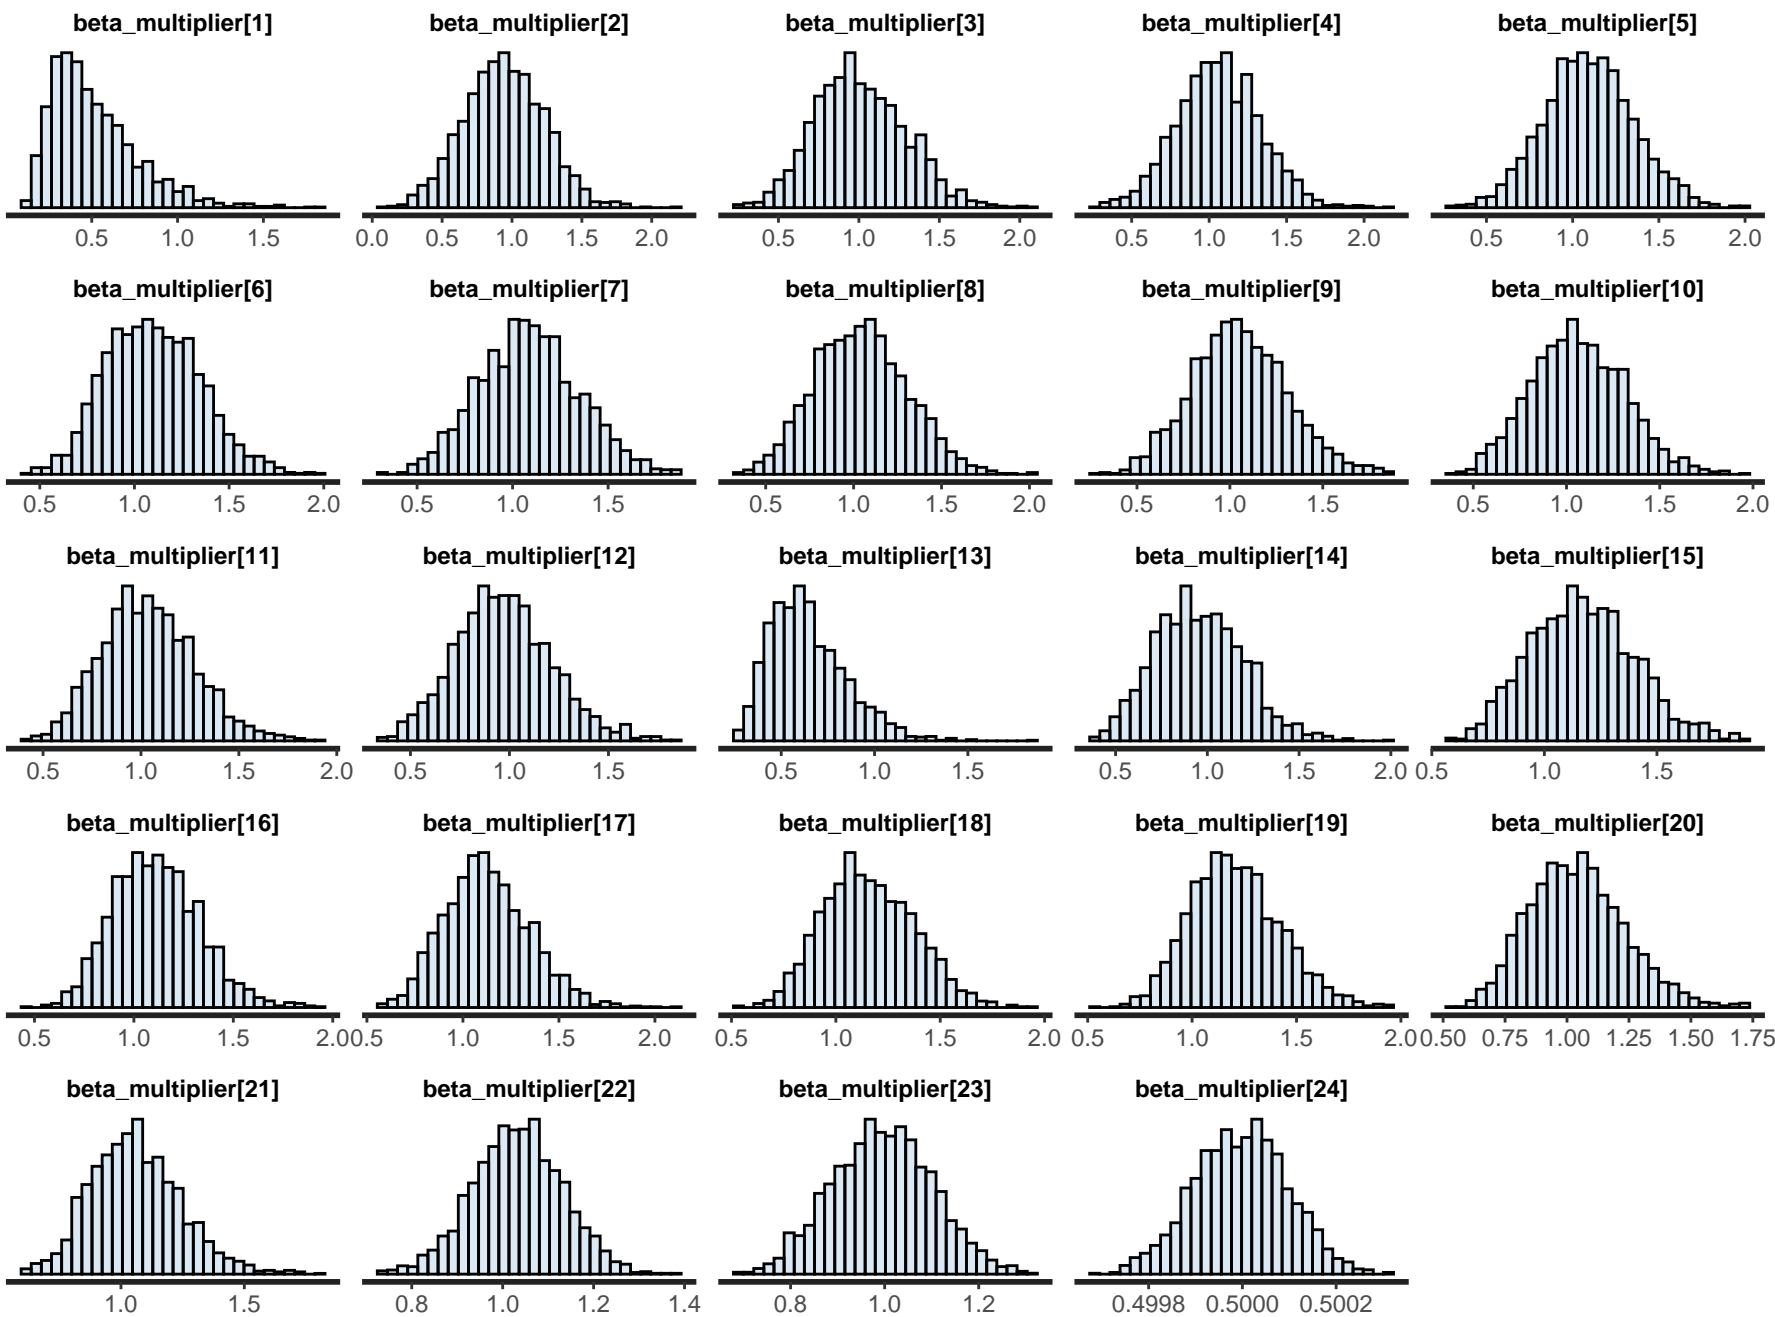 beta_multiplier[1] beta_multiplier[2] beta_multiplier[3] beta_multiplier[4] beta_multiplier[5]
0.5 1.0 1.5 0.0 0.5 1.0 1.5 2.0 0.5 1.0 1.5 2.0 0.5 1.0 1.5 2.0 0.5 1.0 1.5 2.0
beta_multiplier[6] beta_multiplier[7] beta_multiplier[8] beta_multiplier[9] beta_multiplier[10]
0.5 1.0 1.5 2.0 0.5 1.0 1.5 0.5 1.0 1.5 2.0 0.5 1.0 1.5 0.5 1.0 1.5 2.0
beta_multiplier[11] beta_multiplier[12] beta_multiplier[13] beta_multiplier[14] beta_multiplier[15]
0.5 1.0 1.5 2.0 0.5 1.0 1.5 0.5 1.0 1.5 0.5 1.0 1.5 2.0 0.5 1.0 1.5
beta_multiplier[16] beta_multiplier[17] beta_multiplier[18] beta_multiplier[19] beta_multiplier[20]
0.5 1.0 1.5 2.0 0.5 1.0 1.5 2.0 0.5 1.0 1.5 2.0 0.5 1.0 1.5 2.0 0.50 0.75 1.00 1.25 1.50 1.75
beta_multiplier[21] beta_multiplier[22] beta_multiplier[23] beta_multiplier[24]
1.0 1.5 0.8 1.0 1.2 1.4 0.8 1.0 1.2 0.4998 0.5000 0.5002